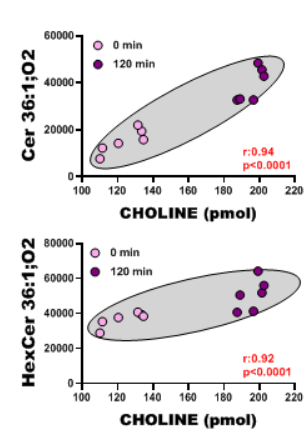 60000
40000
20000
0
Cer 36:1;O2
0 min
120 min
r:0.94
p<0.0001
100 120 140 160 180 200 220
CHOLINE (pmol)
80000
60000
40000
20000
0
HexCer 36:1;O2
0 min
120 min
r:0.92
p<0.0001
100 120 140 160 180 200 220
CHOLINE (pmol)